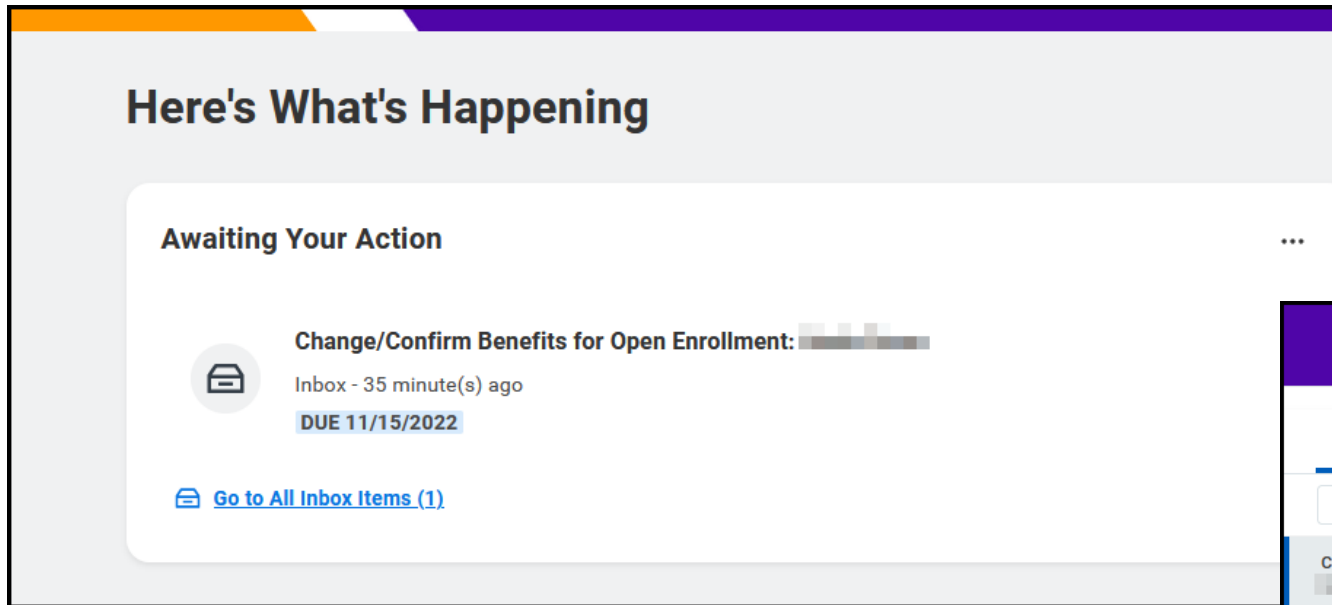 Here's What's Happening
Awaiting Your Action
Change/Confirm Benefits for Open Enrollment:
Inbox - 35 minute(s) ago
DUE 11/15/2022
Go to All Inbox Items (1)